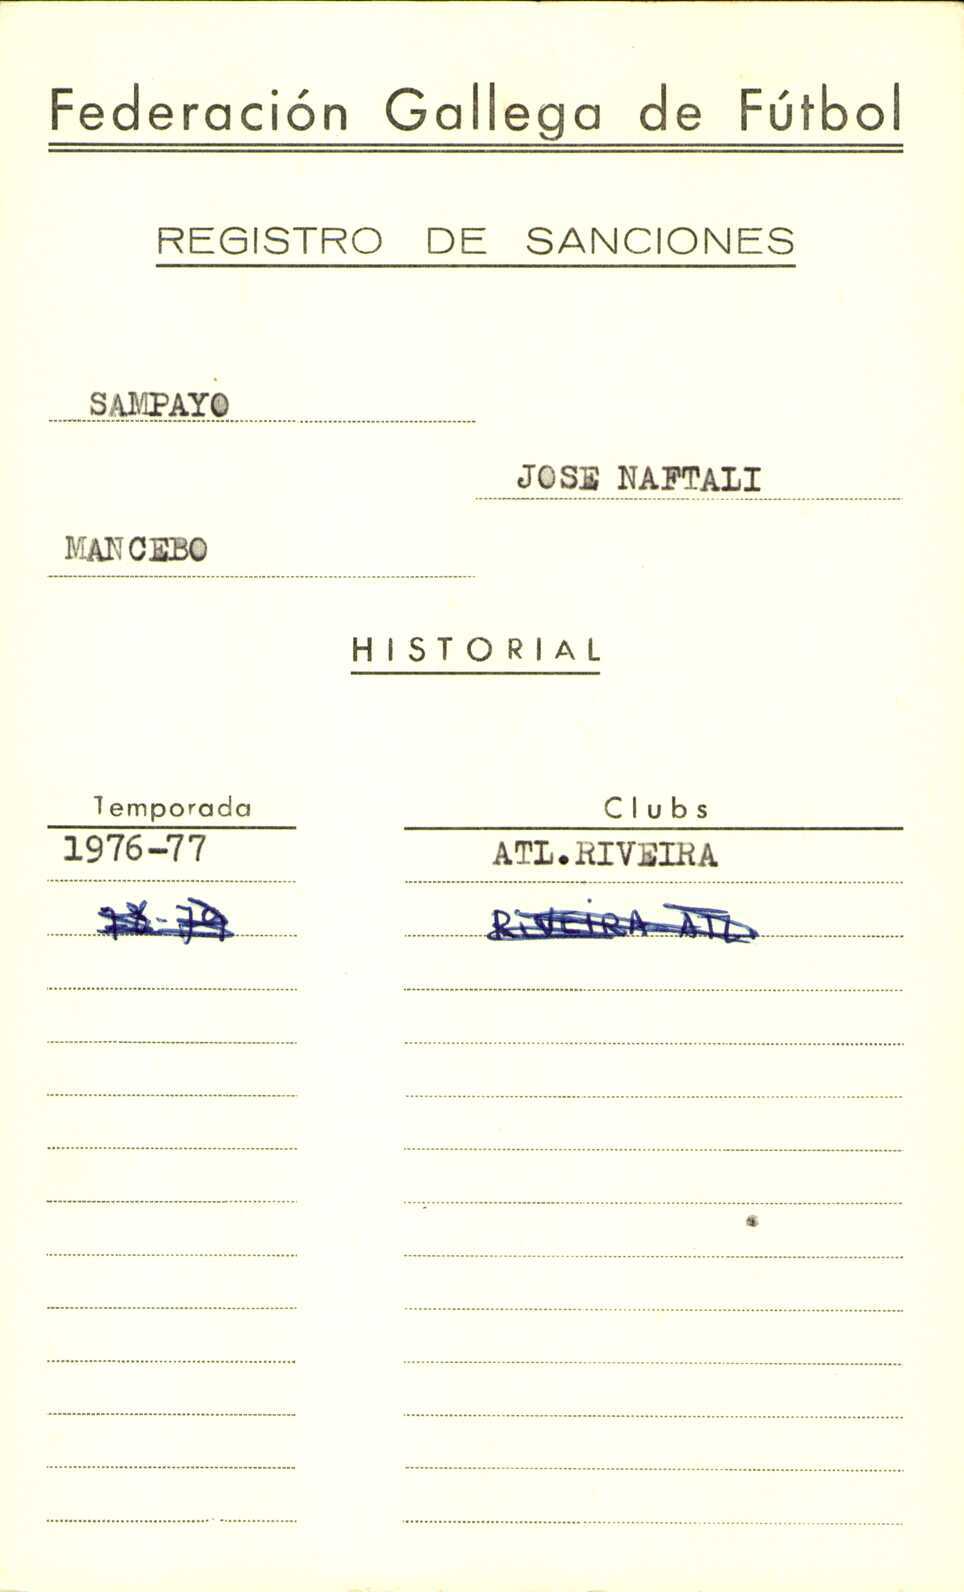 Federación Gallega de Fútbol
REGISTRO DE SANCIONES
SAMPAYO
JOSE NAFTALI
MANCEBO
HISTORIAL
Temporada Clubs
1976-77 ATL.RIVEIRA
78-79 RiVEiRA ATL